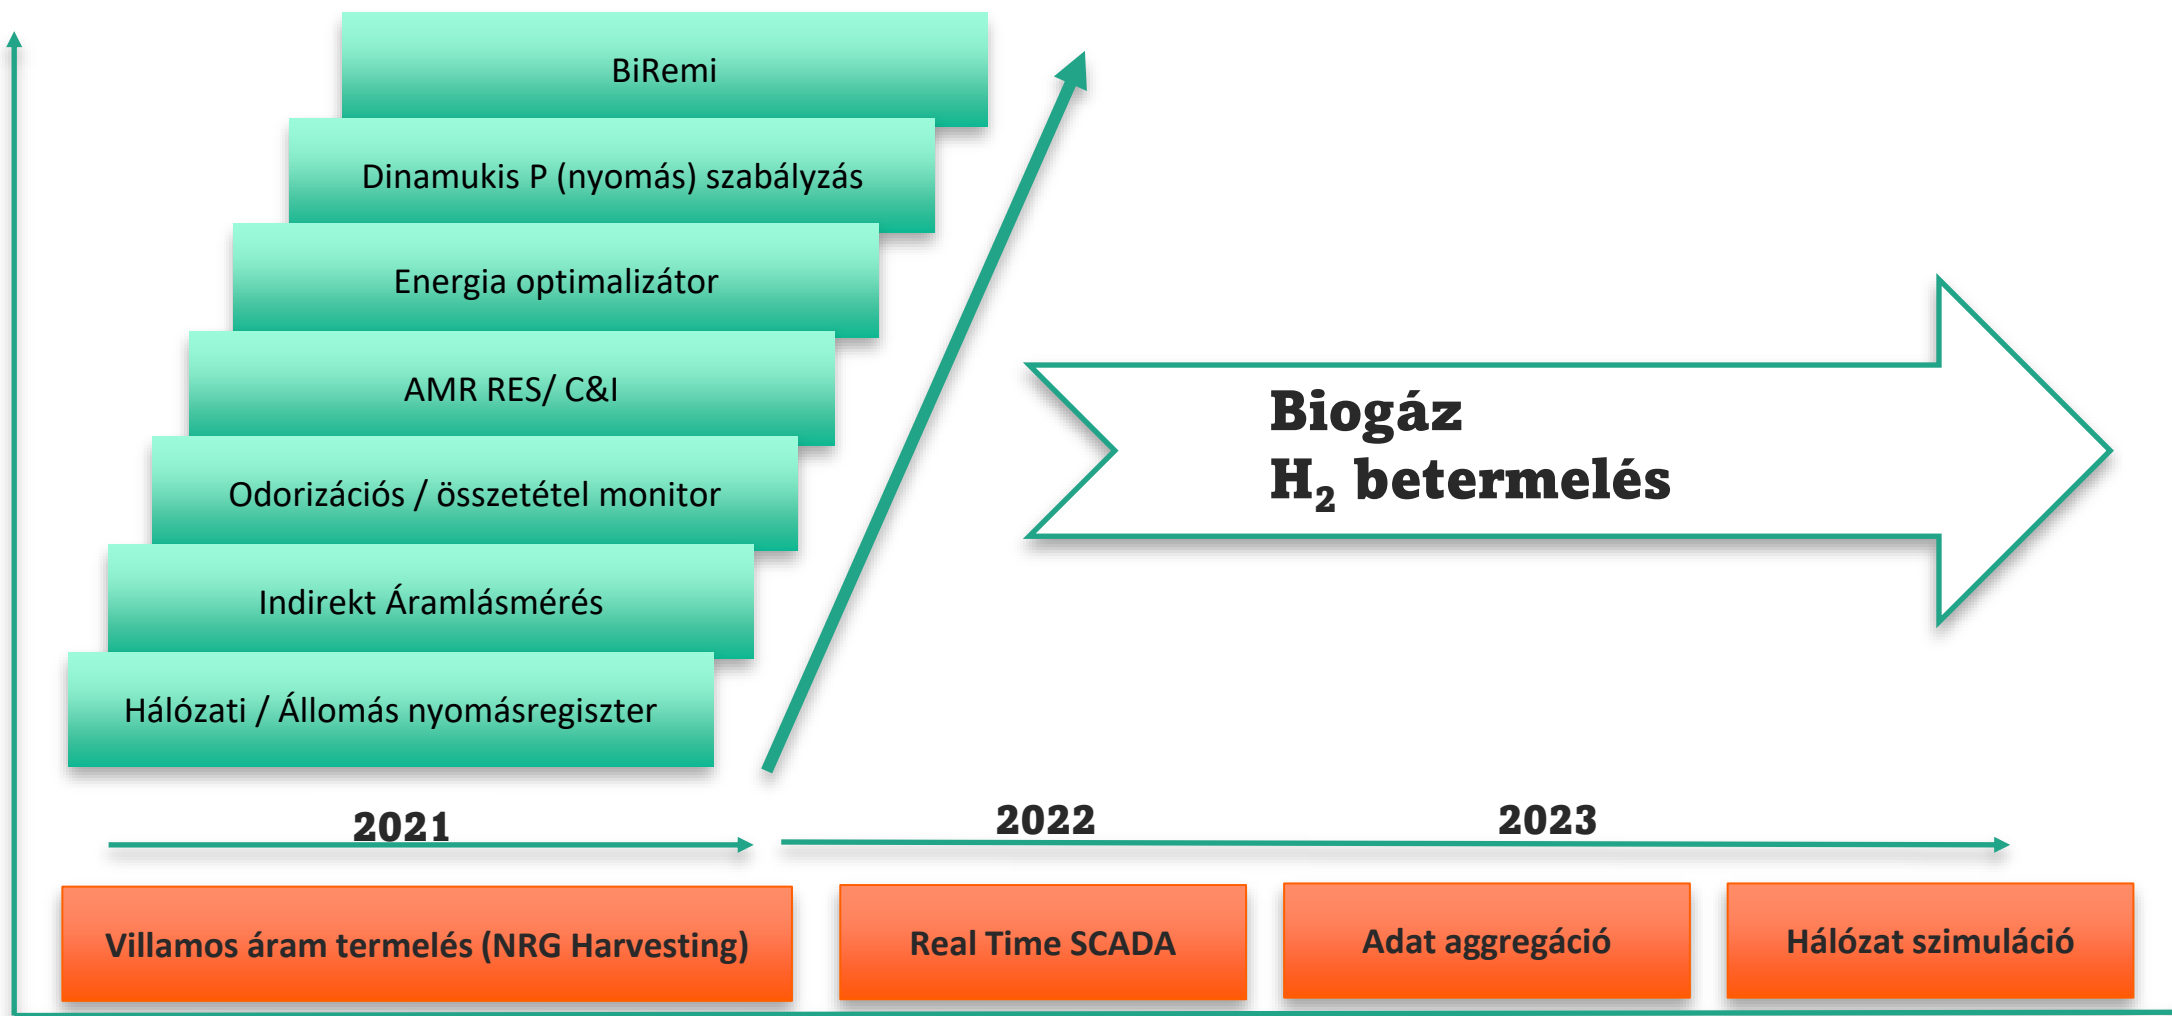 BiRemi
Dinamukis P (nyomás) szabályzás
Energia optimalizátor
AMR RES/ C&I
Odorizációs / összetétel monitor
Indirekt Áramlásmérés
Hálózati / Állomás nyomásregiszter
Biogáz
H₂ betermelés
2021
2022
2023
Villamos áram termelés (NRG Harvesting)
Real Time SCADA
Adat aggregáció
Hálózat szimuláció